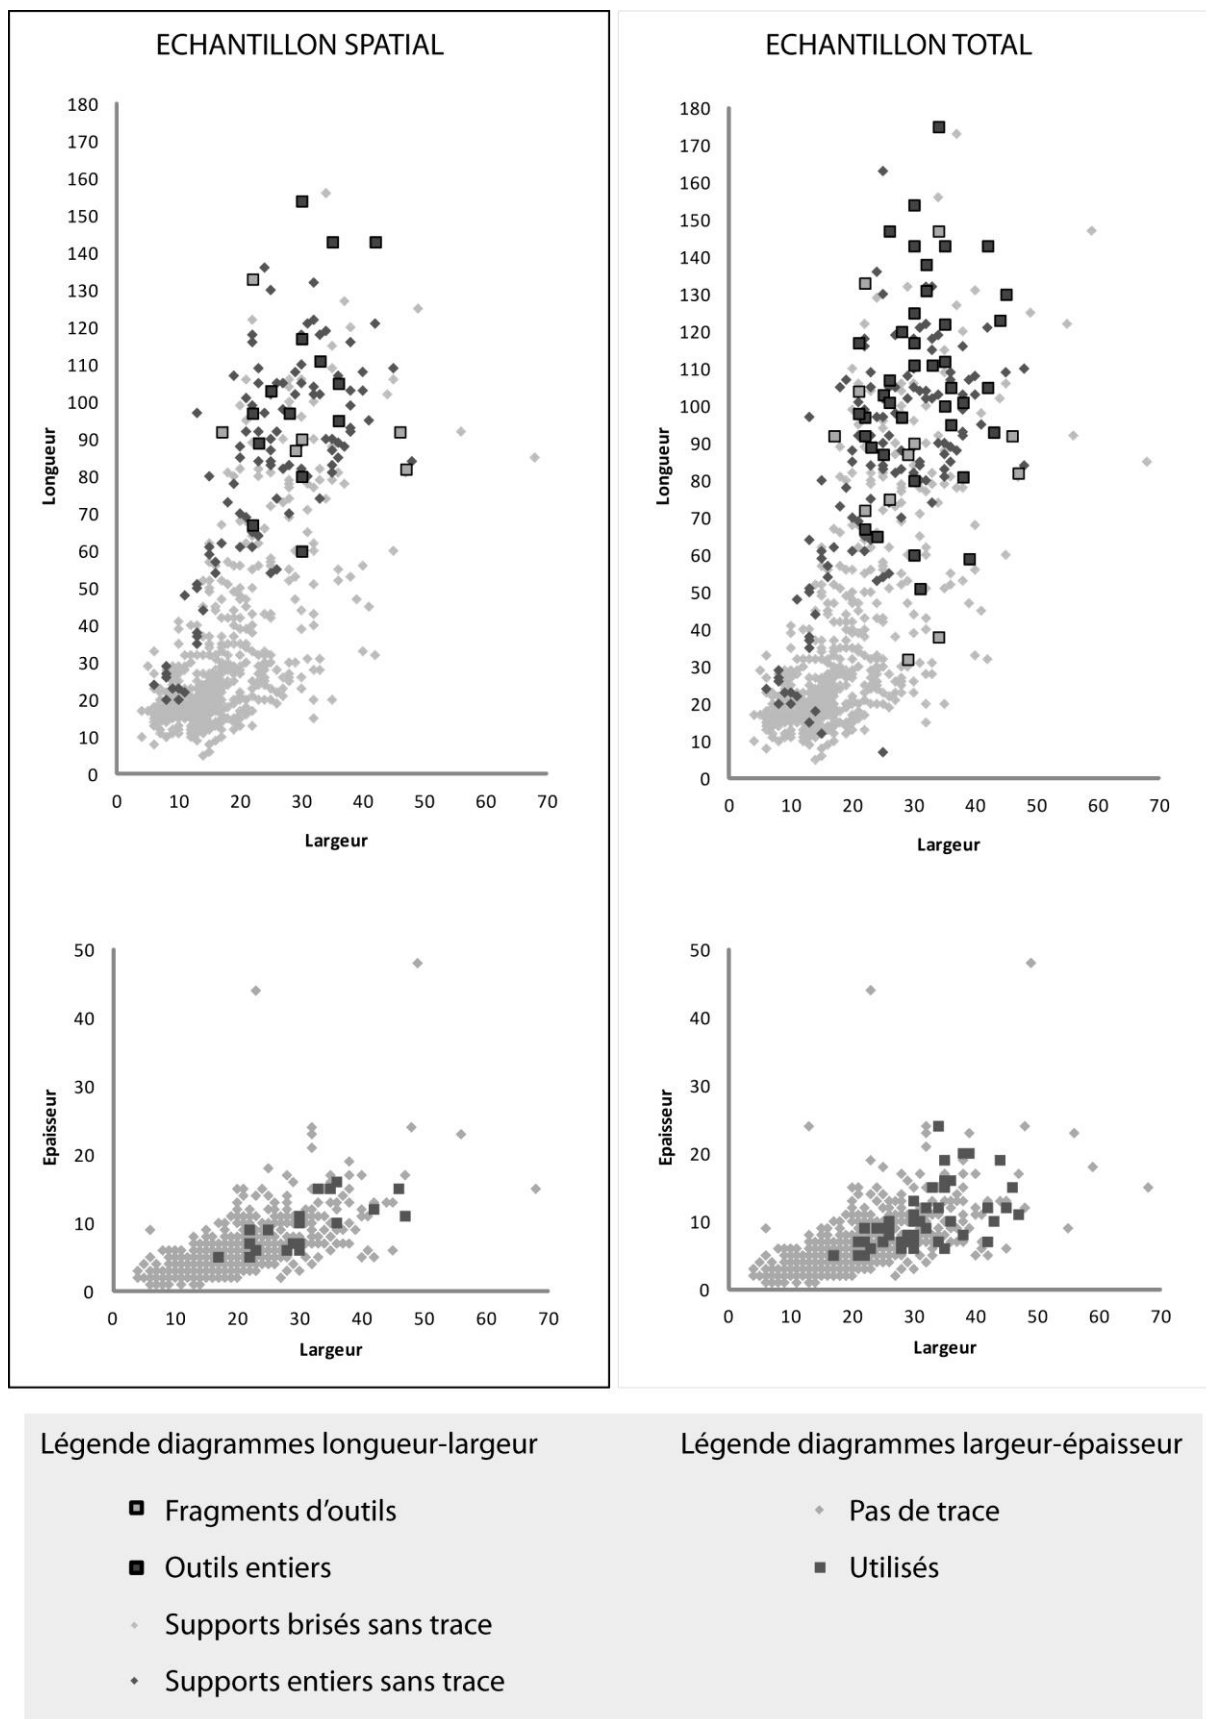 ECHANTILLON SPATIAL
180
170
160
150
140
130
120
110
100
90
80
70
60
50
40
30
20
10
0
Longueur
0 10 20 30 40 50 60 70
Largeur
50
40
30
20
10
0
Epaisseur
0 10 20 30 40 50 60 70
Largeur
ECHANTILLON TOTAL
180
170
160
150
140
130
120
110
100
90
80
70
60
50
40
30
20
10
0
Longueur
0 10 20 30 40 50 60 70
Largeur
50
40
30
20
10
0
Epaisseur
0 10 20 30 40 50 60 70
Largeur
Légende diagrammes longueur-largeur
Fragments d’outils
Outils entiers
Supports brisés sans trace
Supports entiers sans trace
Légende diagrammes largeur-épaisseur
Pas de trace
Utilisés